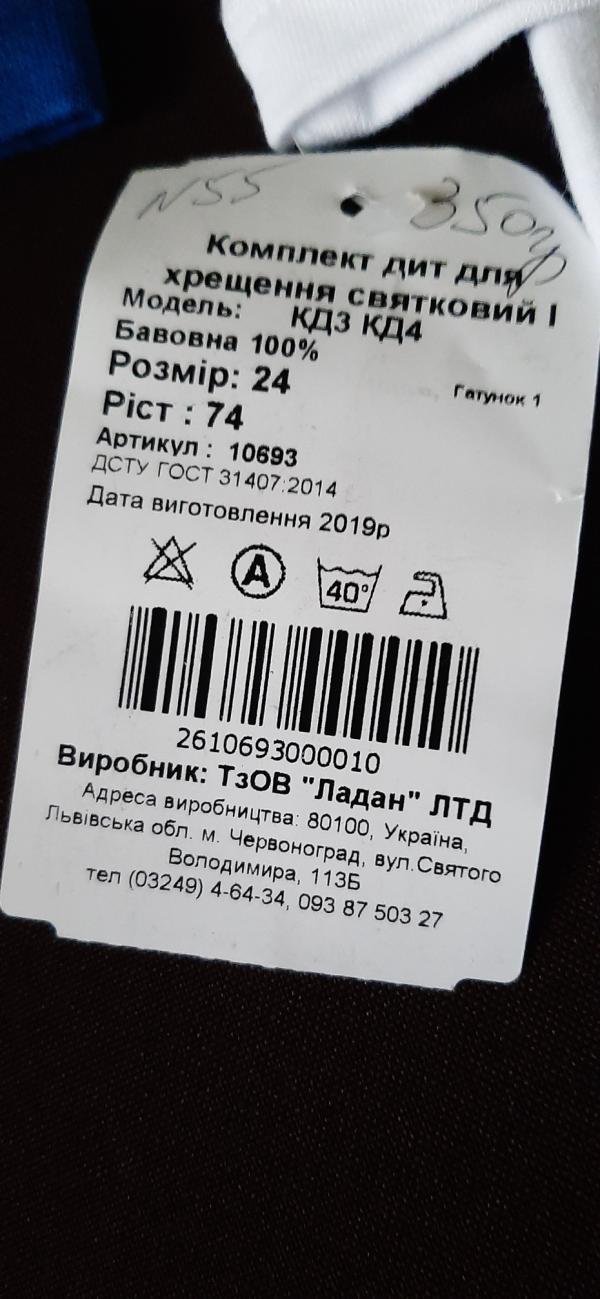 N55 350гр
Комплект дит для
хрещення святковий І
Модель: КД3 КД4
Бавовна 100%
Розмір: 24
Гатунок 1
Ріст : 74
Артикул : 10693
ДСТУ ГОСТ 31407:2014
Дата виготовлення 2019р
A 40°
2610693000010
Виробник: ТзОВ "Ладан" ЛТД
Адреса виробництва: 80100, Україна,
Львівська обл. м. Червоноград, вул.Святого
Володимира, 113Б
тел (03249) 4-64-34, 093 87 503 27